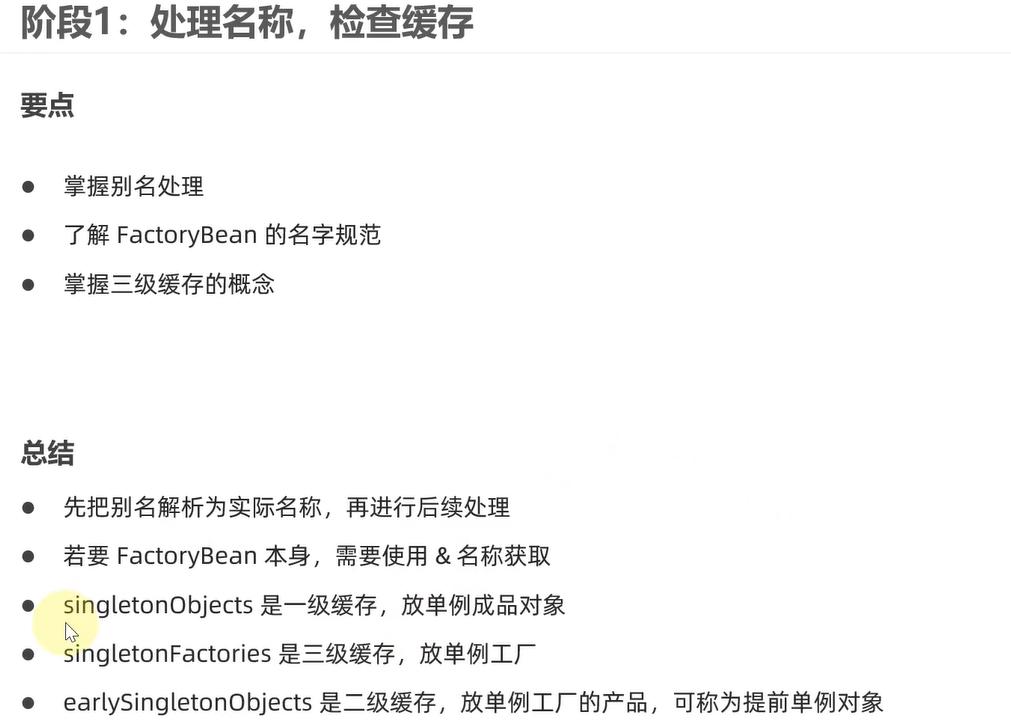 阶段1：处理名称，检查缓存
要点
掌握别名处理
了解 FactoryBean 的名字规范
掌握三级缓存的概念
总结
先把别名解析为实际名称，再进行后续处理
若要 FactoryBean 本身，需要使用 & 名称获取
singletonObjects 是一级缓存，放单例成品对象
singletonFactories 是三级缓存，放单例工厂
earlySingletonObjects 是二级缓存，放单例工厂的产品，可称为提前单例对象